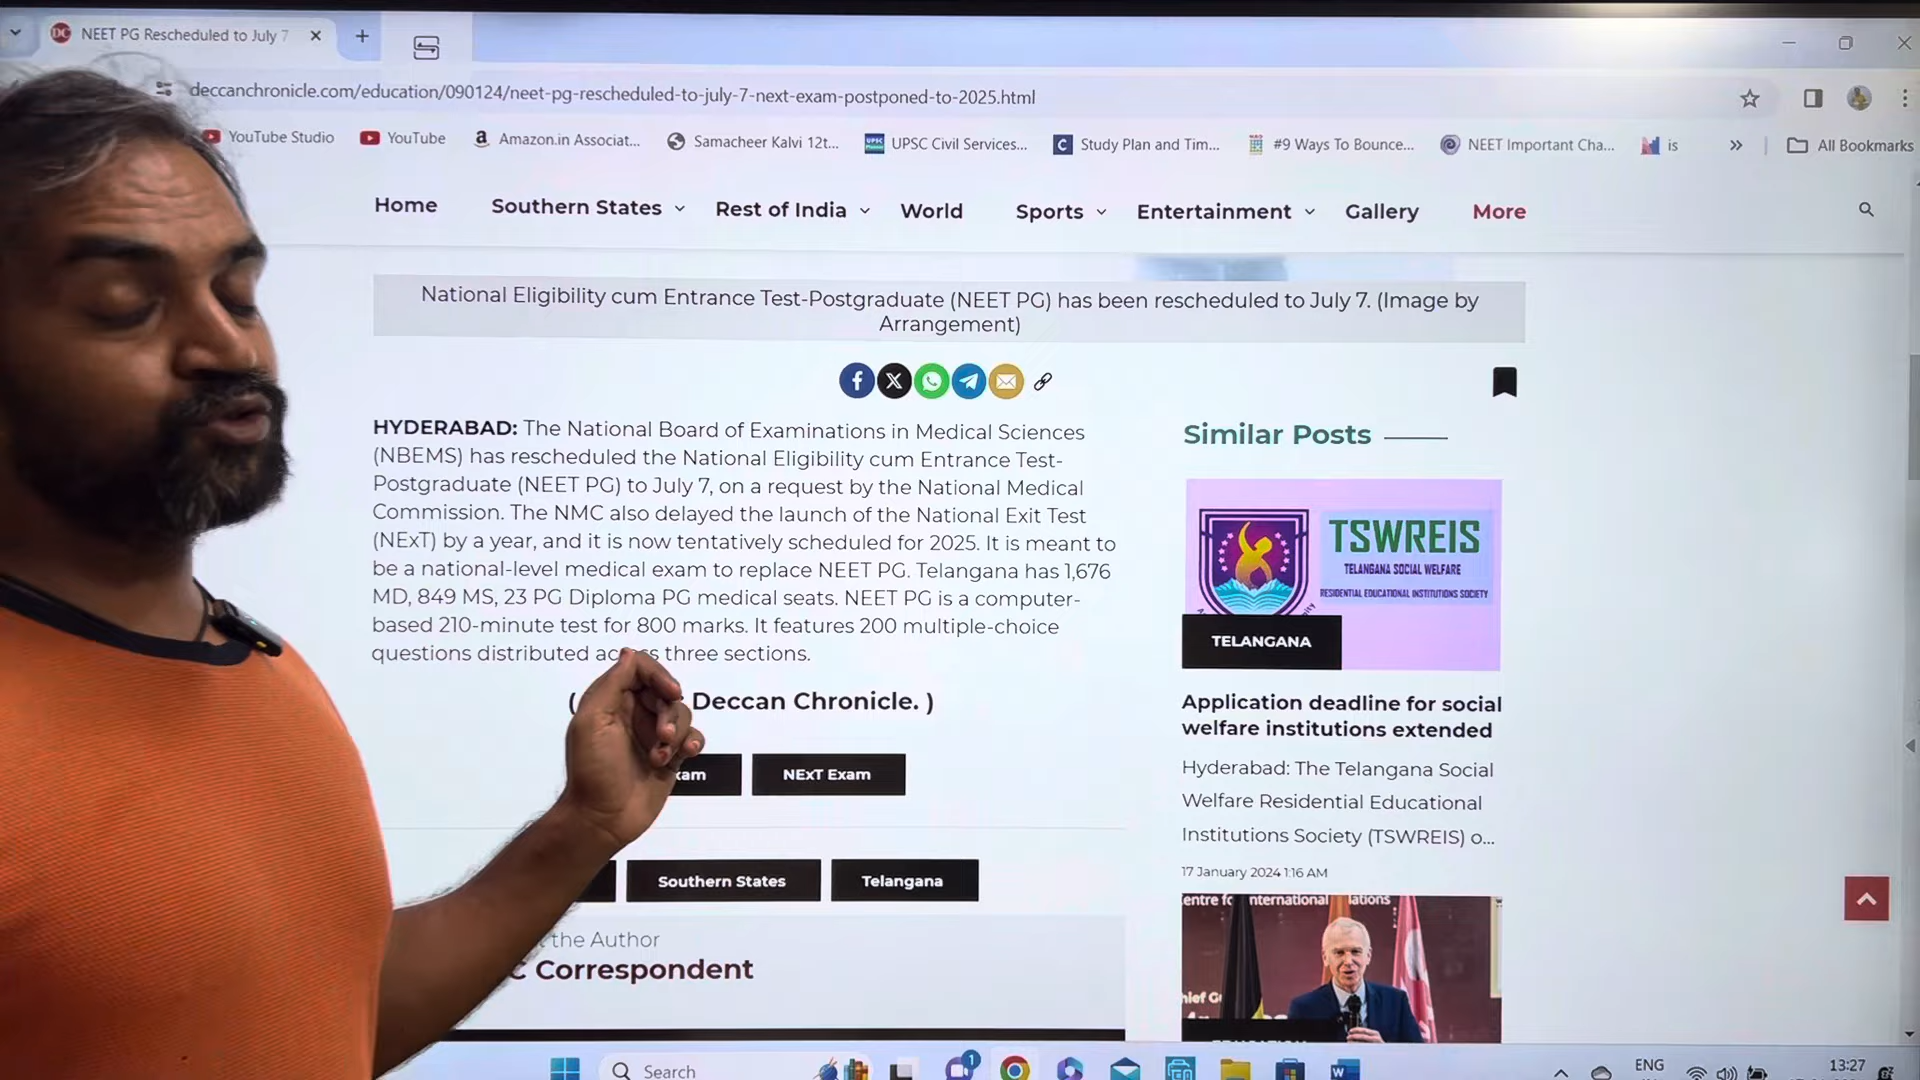 NEET PG Rescheduled to July 7
deccanchronicle.com/education/090124/neet-pg-rescheduled-to-july-7-next-exam-postponed-to-2025.html
YouTube Studio
YouTube
Amazon.in Associat...
Samacheer Kalvi 12t...
UPSC Civil Services...
Study Plan and Tim...
#9 Ways To Bounce...
NEET Important Cha...
is
All Bookmarks
Home
Southern States
Rest of India
World
Sports
Entertainment
Gallery
More
National Eligibility cum Entrance Test-Postgraduate (NEET PG) has been rescheduled to July 7. (Image by
Arrangement)
HYDERABAD: The National Board of Examinations in Medical Sciences
(NBEMS) has rescheduled the National Eligibility cum Entrance Test-
Postgraduate (NEET PG) to July 7, on a request by the National Medical
Commission. The NMC also delayed the launch of the National Exit Test
(NExT) by a year, and it is now tentatively scheduled for 2025. It is meant to
be a national-level medical exam to replace NEET PG. Telangana has 1,676
MD, 849 MS, 23 PG Diploma PG medical seats. NEET PG is a computer-
based 210-minute test for 800 marks. It features 200 multiple-choice
questions distributed across three sections.
( Deccan Chronicle. )
NExT Exam
Southern States
Telangana
the Author
Correspondent
Similar Posts
TSWREIS
TELANGANA SOCIAL WELFARE
RESIDENTIAL EDUCATIONAL INSTITUTIONS SOCIETY
TELANGANA
Application deadline for social
welfare institutions extended
Hyderabad: The Telangana Social
Welfare Residential Educational
Institutions Society (TSWREIS) o...
17 January 2024 1:16 AM
Search
1
ENG
13:27